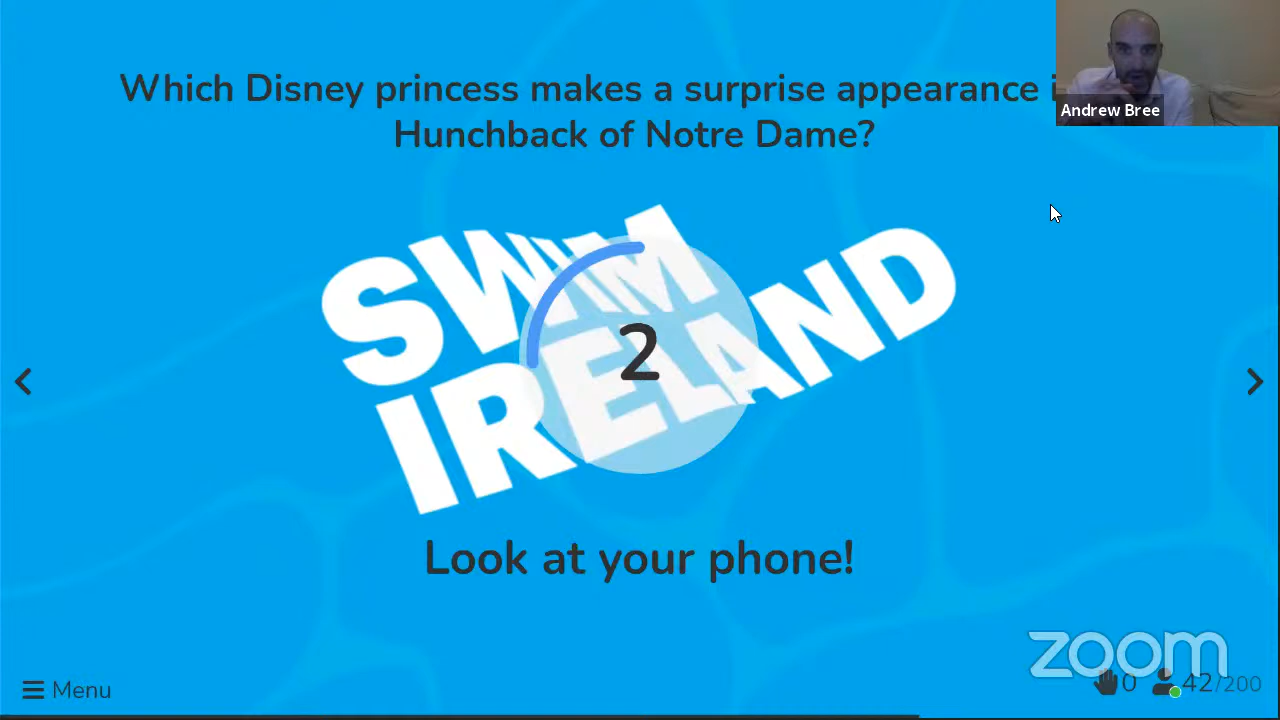 Which Disney princess makes a surprise appearance
Hunchback of Notre Dame?
Andrew Bree
SWIM
IRELAND
2
Look at your phone!
zoom
Menu
0 42/200